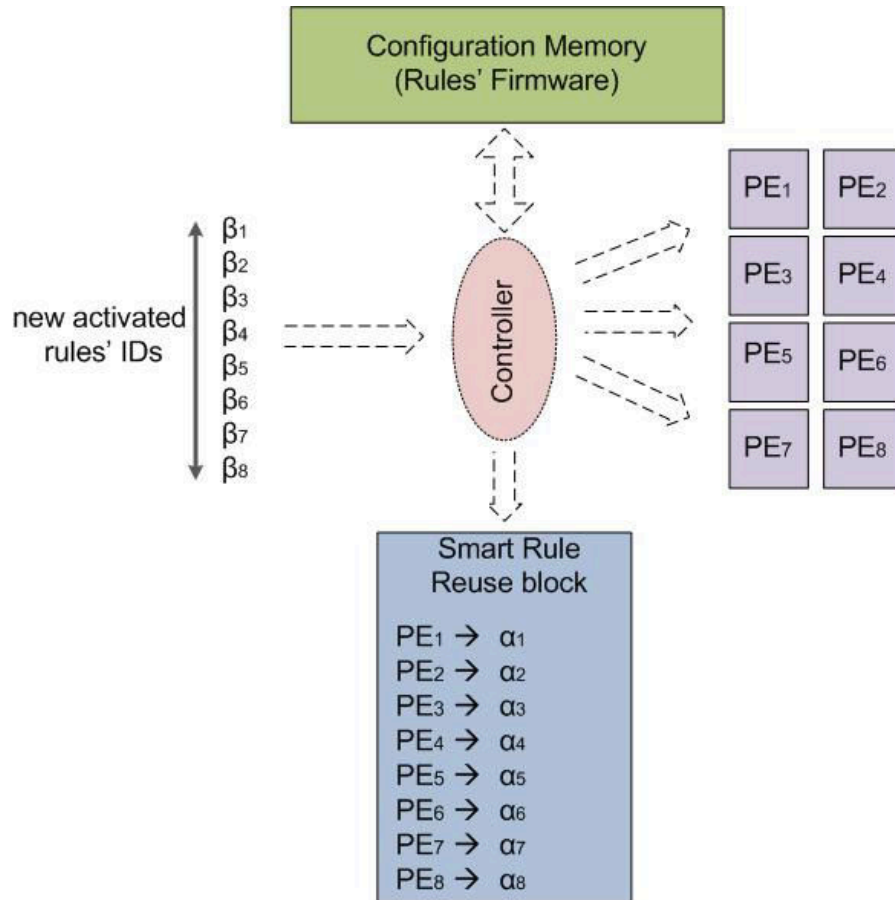 Configuration Memory
(Rules' Firmware)
PE₁ PE₂
PE₃ PE₄
PE₅ PE₆
PE₇ PE₈
new activated
rules' IDs
β₁
β₂
β₃
β₄
β₅
β₆
β₇
β₈
Controller
Smart Rule
Reuse block
PE₁ → α₁
PE₂ → α₂
PE₃ → α₃
PE₄ → α₄
PE₅ → α₅
PE₆ → α₆
PE₇ → α₇
PE₈ → α₈